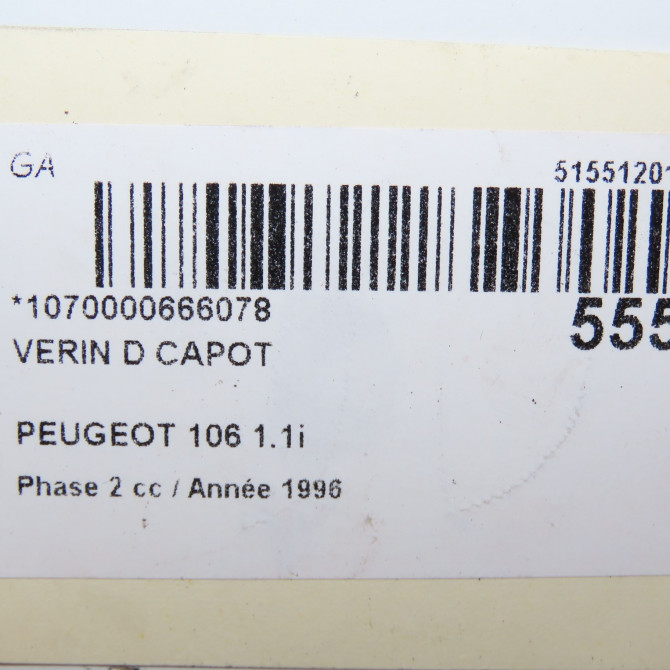 GA 51551201
*1070000666078 555
VERIN D CAPOT
PEUGEOT 106 1.1i
Phase 2 cc / Année 1996